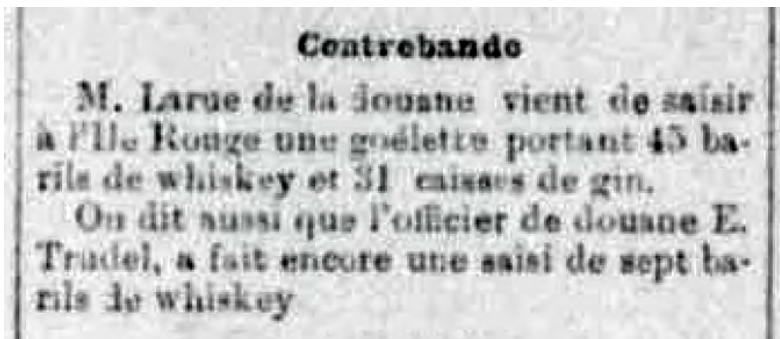 Contrebande
M. Larue de la douane vient de saisir
à l'Ile Rouge une goëlette portant 45 ba-
rils de whiskey et 31 caisses de gin.
On dit aussi que l'officier de douane E.
Trudel, a fait encore une saisi de sept ba-
rils de whiskey